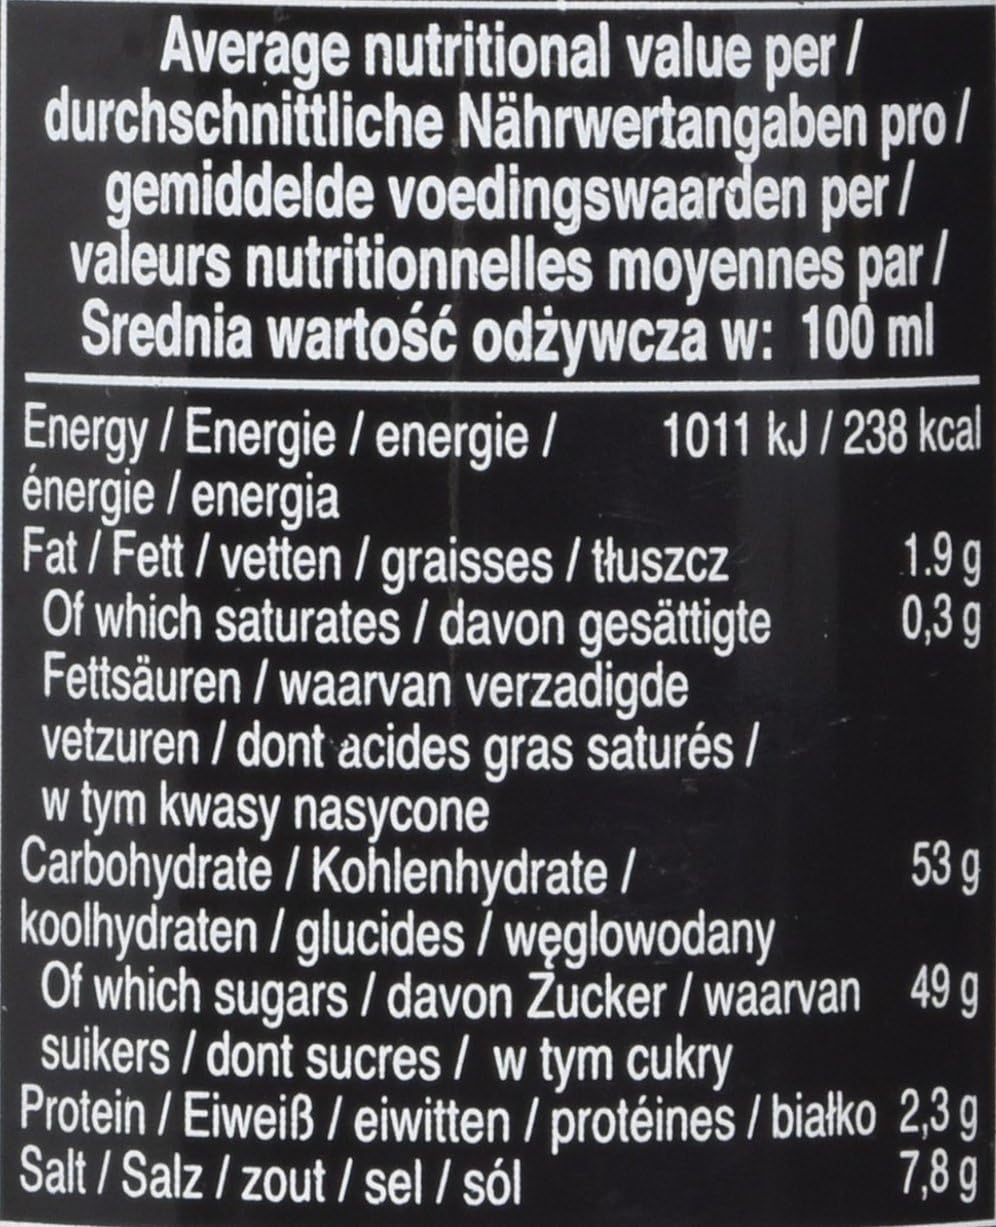 Average nutritional value per /
durchschnittliche Nährwertangaben pro /
gemiddelde voedingswaarden per /
valeurs nutritionnelles moyennes par /
Srednia wartość odżywcza w: 100 ml
Energy / Energie / energie / 1011 kJ / 238 kcal
énergie / energia
Fat / Fett / vetten / graisses / tłuszcz 1.9 g
Of which saturates / davon gesättigte 0,3 g
Fettsäuren / waarvan verzadigde
vetzuren / dont acides gras saturés /
w tym kwasy nasycone
Carbohydrate / Kohlenhydrate / 53 g
koolhydraten / glucides / węglowodany
Of which sugars / davon Zucker / waarvan 49 g
suikers / dont sucres / w tym cukry
Protein / Eiweiß / eiwitten / protéines / białko 2,3 g
Salt / Salz / zout / sel / sól 7,8 g